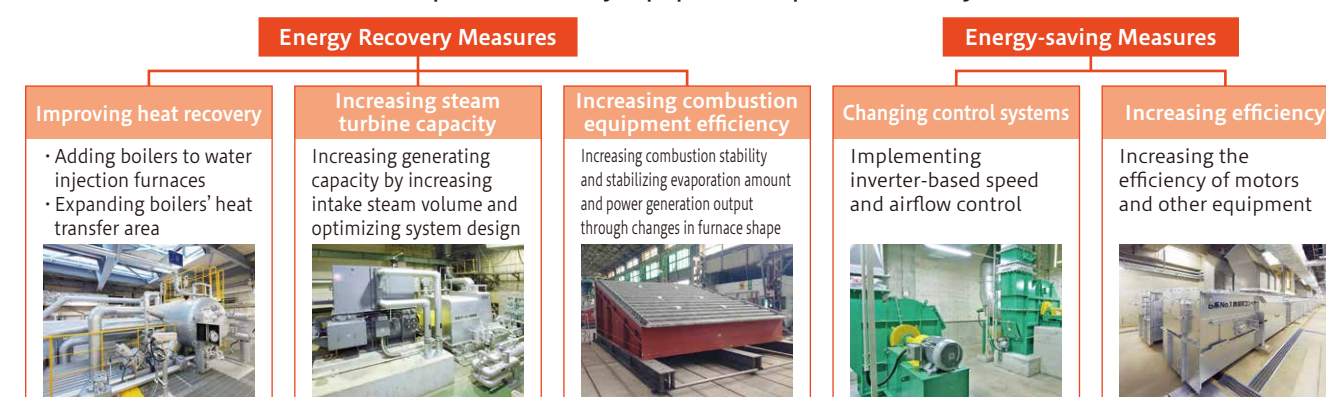 Energy Recovery Measures
Energy-saving Measures
Improving heat recovery
・Adding boilers to water
injection furnaces
・Expanding boilers' heat
transfer area
Increasing steam
turbine capacity
Increasing generating
capacity by increasing
intake steam volume and
optimizing system design
Increasing combustion
equipment efficiency
Increasing combustion stability
and stabilizing evaporation amount
and power generation output
through changes in furnace shape
Changing control systems
Implementing
inverter-based speed
and airflow control
Increasing efficiency
Increasing the
efficiency of motors
and other equipment